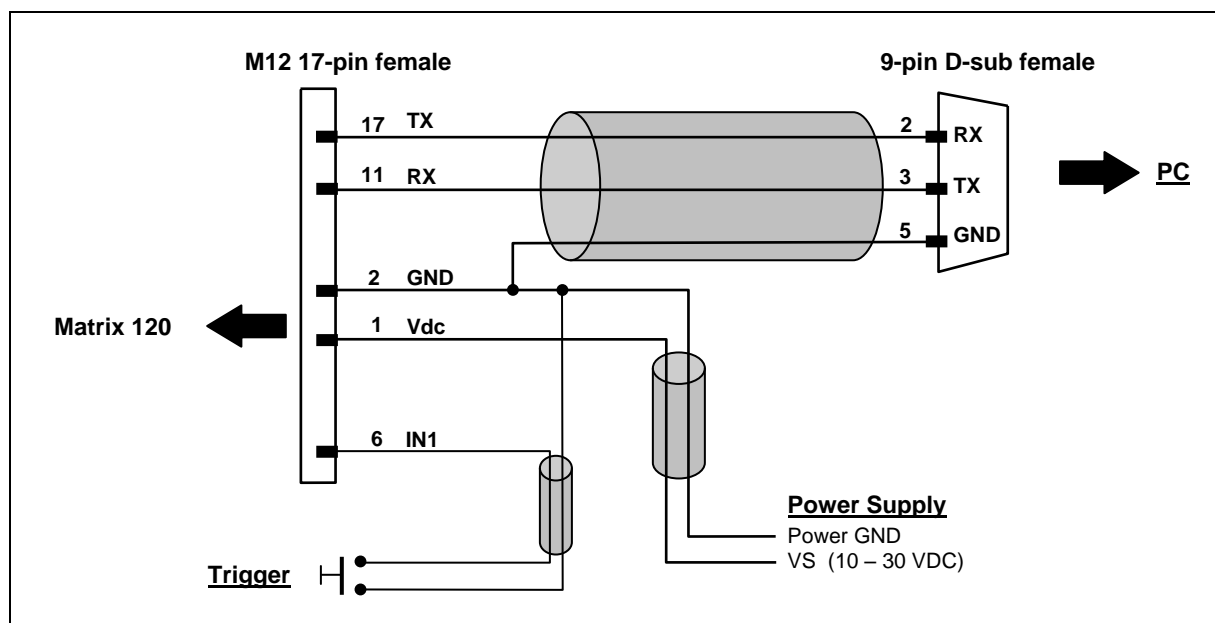 M12 17-pin female
9-pin D-sub female
17 TX
2 RX
11 RX
3 TX
PC
5 GND
2 GND
Matrix 120
1 Vdc
6 IN1
Power Supply
Power GND
VS (10 – 30 VDC)
Trigger